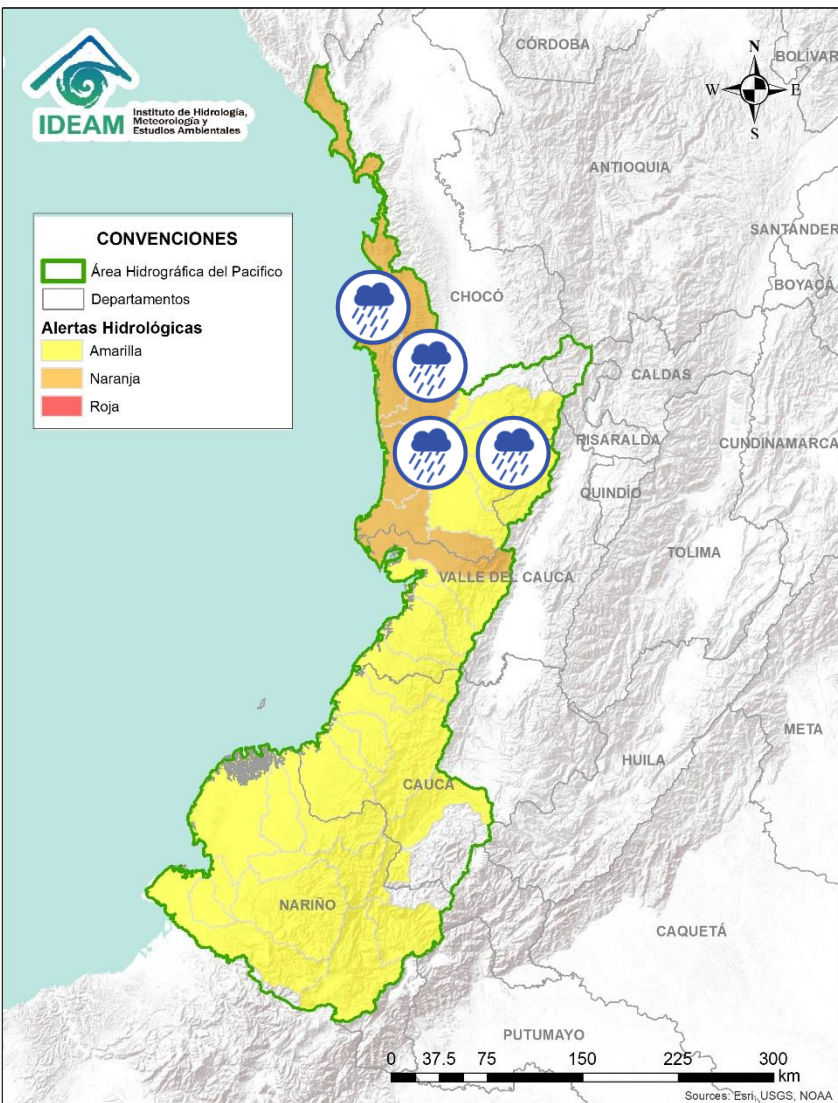 IDEAM
Instituto de Hidrología,
Meteorología y
Estudios Ambientales
CÓRDOBA
BOLÍVAR
N
W
E
S
ANTIOQUIA
SANTANDER
BOYACÁ
CONVENCIONES
Área Hidrográfica del Pacifico
Departamentos
Alertas Hidrológicas
Amarilla
Naranja
Roja
CHOCÓ
CALDAS
RISARALDA
CUNDINAMARCA
QUINDÍO
TOLIMA
VALLE DEL CAUCA
META
HUILA
CAUCA
NARIÑO
CAQUETÁ
PUTUMAYO
0 37.5 75 150 225 300
km
Sources: Esri, USGS, NOAA